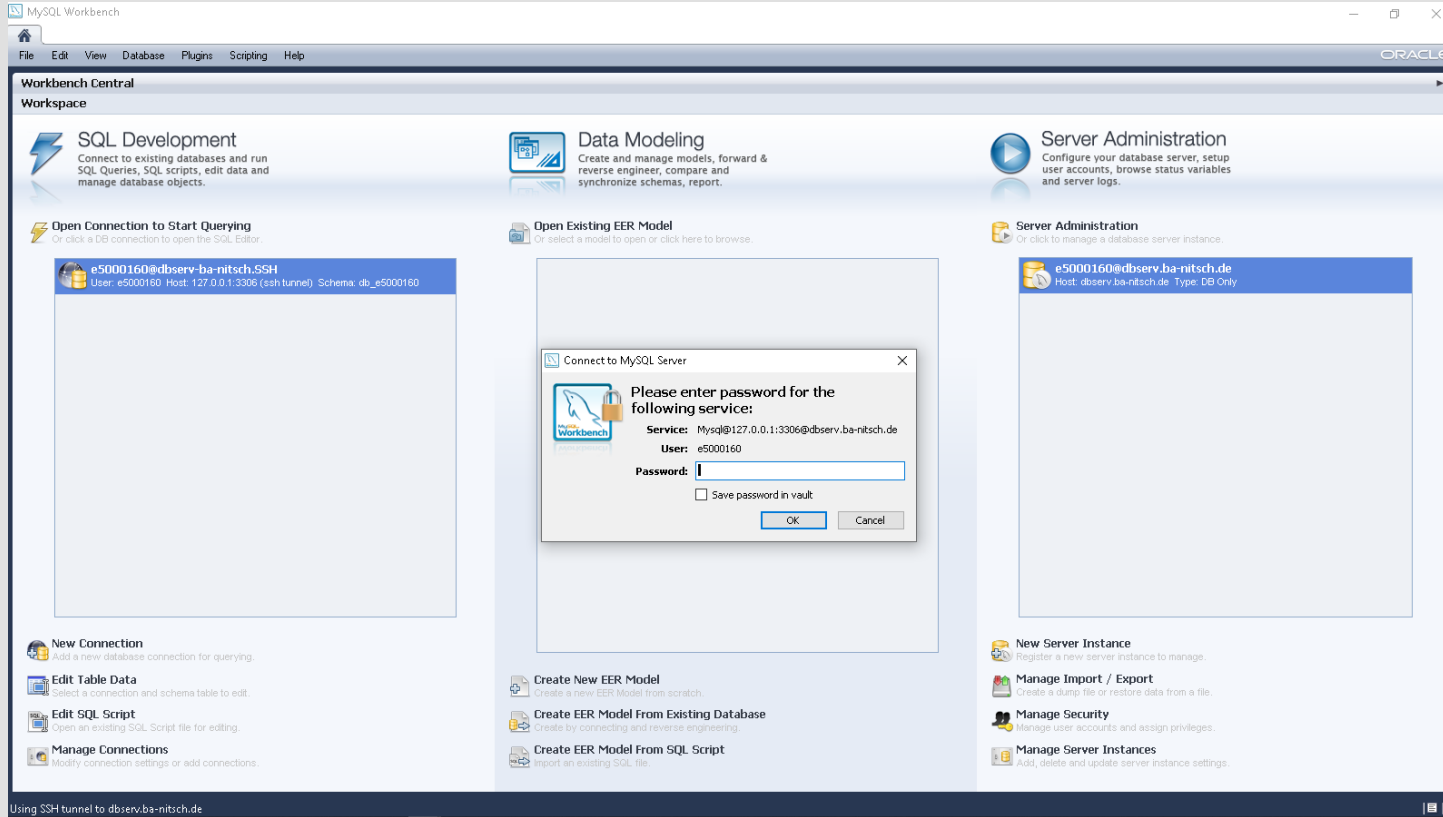 MySQL Workbench
File Edit View Database Plugins Scripting Help
ORACLE
Workbench Central
Workspace
SQL Development
Connect to existing databases and run
SQL Queries, SQL scripts, edit data and
manage database objects.
Open Connection to Start Querying
Or click a DB connection to open the SQL Editor.
e5000160@dbserv-ba-nitsch.SSH
User: e5000160 Host: 127.0.0.1:3306 (ssh tunnel) Schema: db_e5000160
New Connection
Add a new database connection for querying.
Edit Table Data
Select a connection and schema table to edit.
Edit SQL Script
Open an existing SQL Script file for editing.
Manage Connections
Modify connection settings or add connections.
Data Modeling
Create and manage models, forward &
reverse engineer, compare and
synchronize schemas, report.
Open Existing EER Model
Or select a model to open or click here to browse.
Connect to MySQL Server
MySQL
Workbench
Please enter password for the
following service:
Service: Mysql@127.0.0.1:3306@dbserv.ba-nitsch.de
User: e5000160
Password:
Save password in vault
OK Cancel
Create New EER Model
Create a new EER Model from scratch.
Create EER Model From Existing Database
Create by connecting and reverse engineering.
Create EER Model From SQL Script
Import an existing SQL file.
Server Administration
Configure your database server, setup
user accounts, browse status variables
and server logs.
Server Administration
Or click to manage a database server instance.
e5000160@dbserv.ba-nitsch.de
Host: dbserv.ba-nitsch.de Type: DB Only
New Server Instance
Register a new server instance to manage.
Manage Import / Export
Create a dump file or restore data from a file.
Manage Security
Manage user accounts and assign privileges.
Manage Server Instances
Add, delete and update server instance settings.
Using SSH tunnel to dbserv.ba-nitsch.de